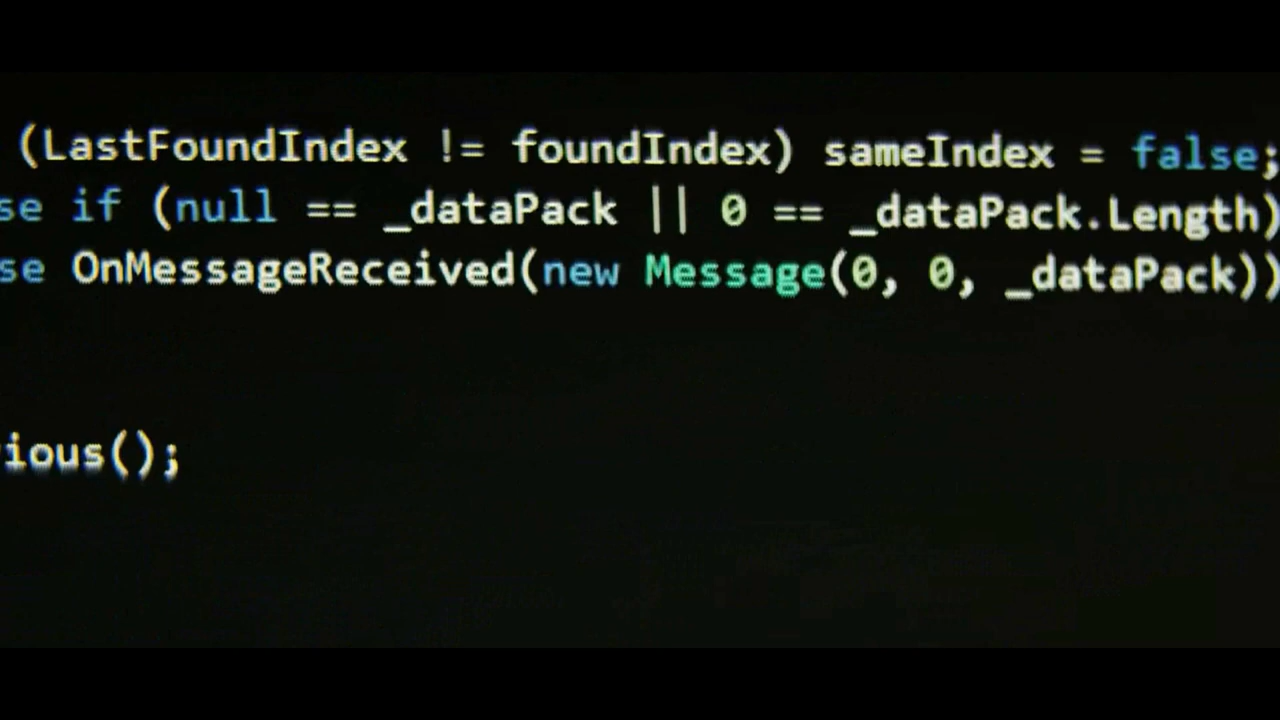 (LastFoundIndex != foundIndex) sameIndex = false;
se if (null == _dataPack || 0 == _dataPack.Length)
se OnMessageReceived(new Message(0, 0, _dataPack))
ious();